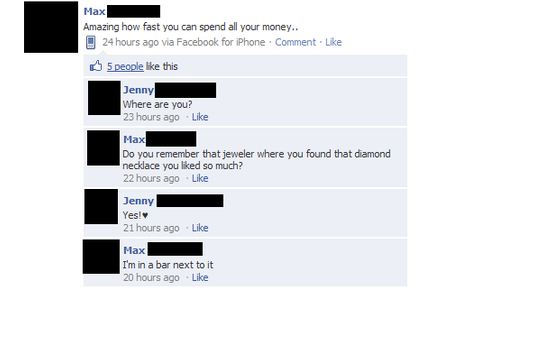 Max
Amazing how fast you can spend all your money..
24 hours ago via Facebook for iPhone · Comment · Like
5 people like this
Jenny
Where are you?
23 hours ago · Like
Max
Do you remember that jeweler where you found that diamond
necklace you liked so much?
22 hours ago · Like
Jenny
Yes!♥
21 hours ago · Like
Max
I'm in a bar next to it
20 hours ago · Like